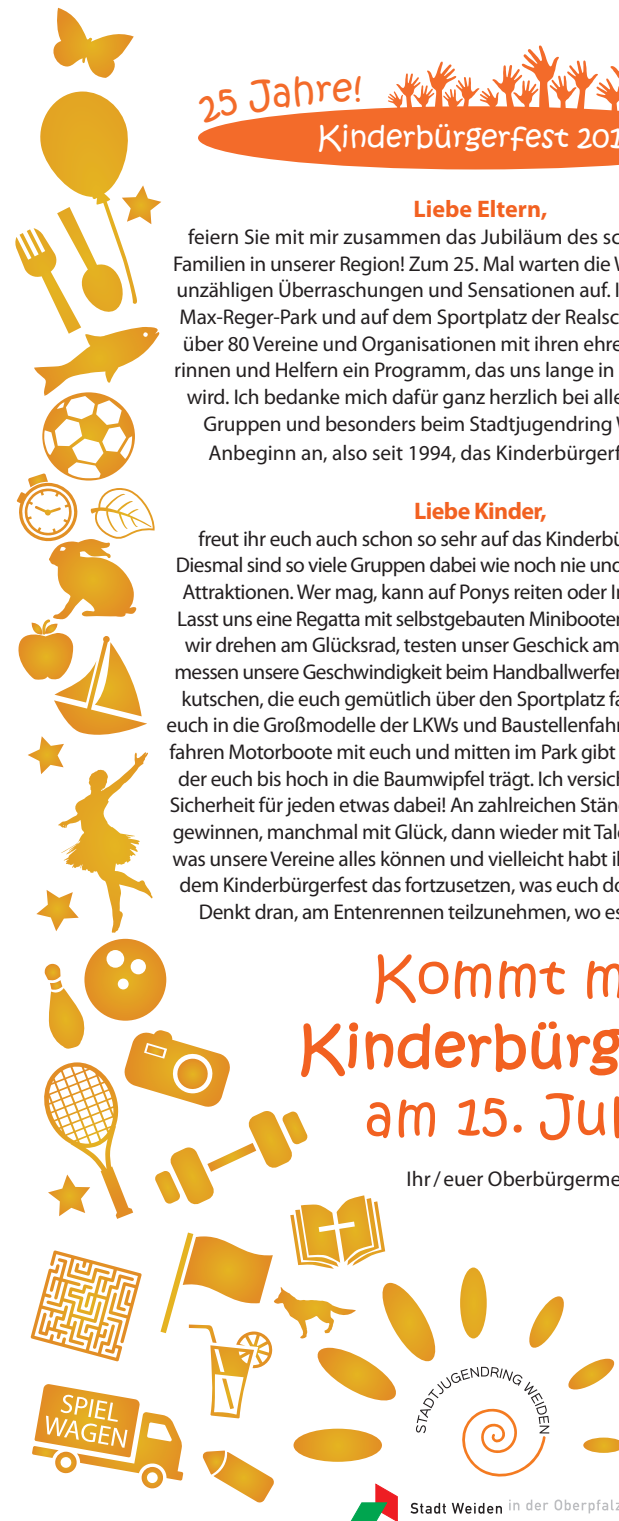 25 Jahre!
Kinderbürgerfest 201
Liebe Eltern,
feiern Sie mit mir zusammen das Jubiläum des sc
Familien in unserer Region! Zum 25. Mal warten die V
unzähligen Überraschungen und Sensationen auf. I
Max-Reger-Park und auf dem Sportplatz der Realsc
über 80 Vereine und Organisationen mit ihren ehre
rinnen und Helfern ein Programm, das uns lange in
wird. Ich bedanke mich dafür ganz herzlich bei alle
Gruppen und besonders beim Stadtjugendring
Anbeginn an, also seit 1994, das Kinderbürgerf
Liebe Kinder,
freut ihr euch auch schon so sehr auf das Kinderbü
Diesmal sind so viele Gruppen dabei wie noch nie und
Attraktionen. Wer mag, kann auf Ponys reiten oder In
Lasst uns eine Regatta mit selbstgebauten Minibooten
wir drehen am Glücksrad, testen unser Geschick am
messen unsere Geschwindigkeit beim Handballwerfen
kutschen, die euch gemütlich über den Sportplatz fa
euch in die Großmodelle der LKWs und Baustellenfahr
fahren Motorboote mit euch und mitten im Park gibt
der euch bis hoch in die Baumwipfel trägt. Ich versich
Sicherheit für jeden etwas dabei! An zahlreichen Stän
gewinnen, manchmal mit Glück, dann wieder mit Tale
was unsere Vereine alles können und vielleicht habt ih
dem Kinderbürgerfest das fortzusetzen, was euch do
Denkt dran, am Entenrennen teilzunehmen, wo es
Kommt m
Kinderbürg
am 15. Jul
Ihr / euer Oberbürgerme
SPIEL
WAGEN
STADTJUGENDRING WEIDEN
Stadt Weiden in der Oberpfalz